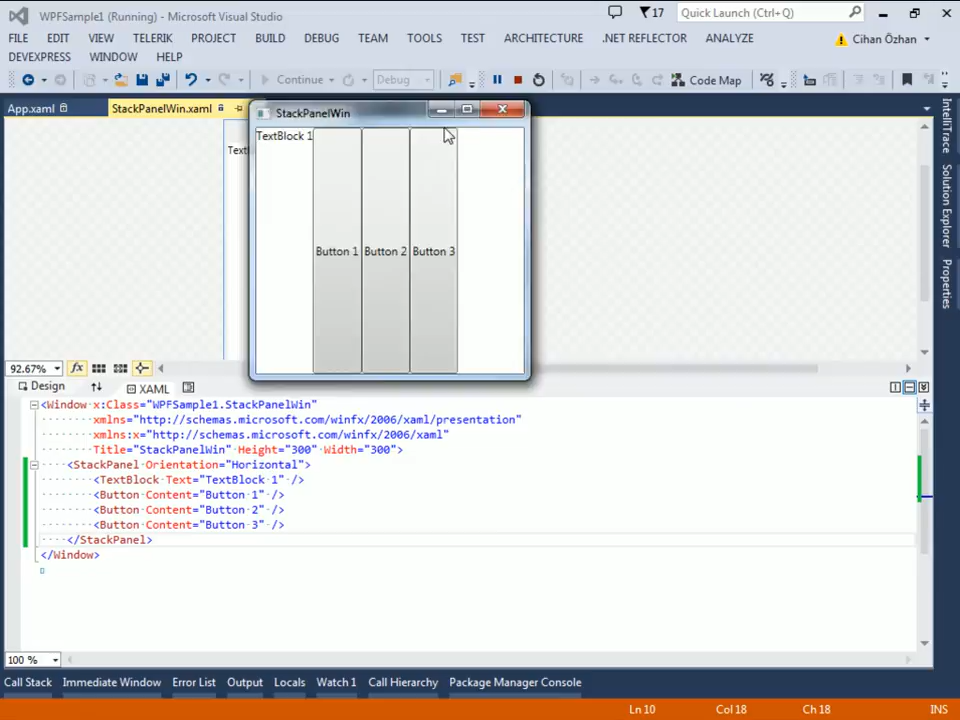 WPFSample1 (Running) - Microsoft Visual Studio
17
Quick Launch (Ctrl+Q)
FILE EDIT VIEW TELERIK PROJECT BUILD DEBUG TEAM TOOLS TEST ARCHITECTURE .NET REFLECTOR ANALYZE
Cihan Özhan
DEVEXPRESS WINDOW HELP
Continue Debug Code Map
App.xaml StackPanelWin.xaml
StackPanelWin
TextBlock 1
Button 1 Button 2 Button 3
IntelliTrace
Solution Explorer
Properties
92.67%
Design XAML
<Window x:Class="WPFSample1.StackPanelWin"
xmlns="http://schemas.microsoft.com/winfx/2006/xaml/presentation"
xmlns:x="http://schemas.microsoft.com/winfx/2006/xaml"
Title="StackPanelWin" Height="300" Width="300">
<StackPanel Orientation="Horizontal">
<TextBlock Text="TextBlock 1" />
<Button Content="Button 1" />
<Button Content="Button 2" />
<Button Content="Button 3" />
</StackPanel>
</Window>
100 %
Call Stack Immediate Window Error List Output Locals Watch 1 Call Hierarchy Package Manager Console
Ln 10 Col 18 Ch 18 INS